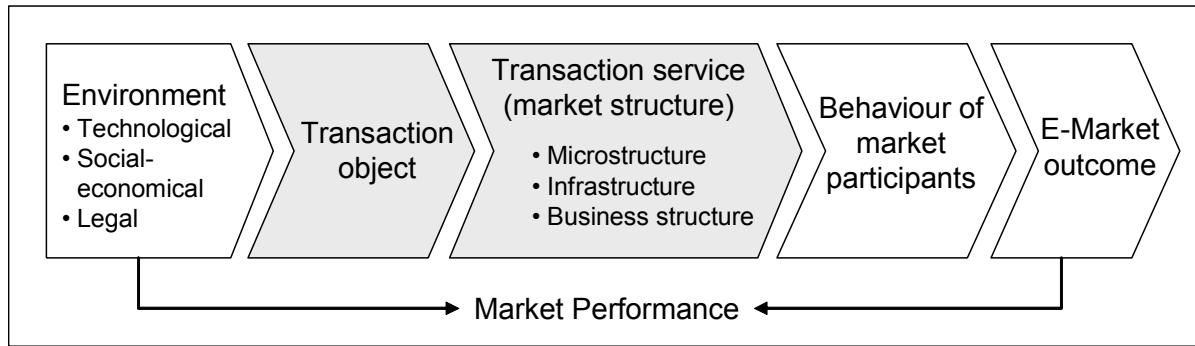 Environment
• Technological
• Social-
economical
• Legal
Transaction
object
Transaction service
(market structure)
• Microstructure
• Infrastructure
• Business structure
Behaviour of
market
participants
E-Market
outcome
Market Performance